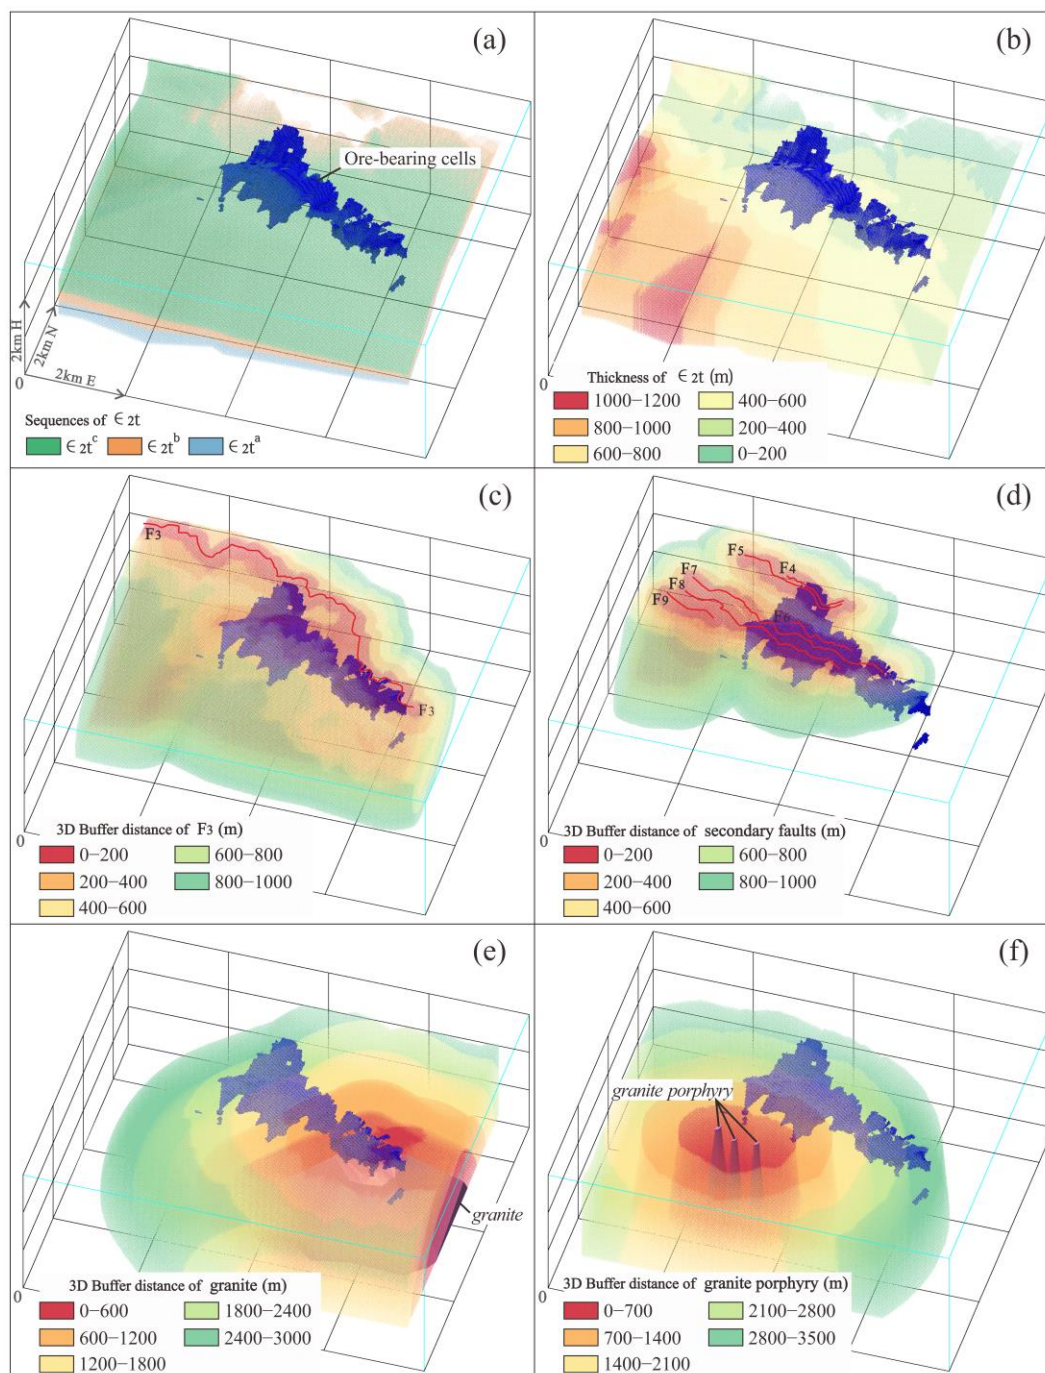 (a)
Ore-bearing cells
2km H
2km N
2km E
0
Sequences of ∈₂t
∈₂tᶜ ∈₂tᵇ ∈₂tᵃ
(b)
0
Thickness of ∈₂t (m)
1000−1200 400−600
800−1000 200−400
600−800 0−200
(c)
F3
F3
0
3D Buffer distance of F3 (m)
0−200 600−800
200−400 800−1000
400−600
(d)
F5
F4
F7
F8
F9
F6
0
3D Buffer distance of secondary faults (m)
0−200 600−800
200−400 800−1000
400−600
(e)
granite
0
3D Buffer distance of granite (m)
0−600 1800−2400
600−1200 2400−3000
1200−1800
(f)
granite porphyry
0
3D Buffer distance of granite porphyry (m)
0−700 2100−2800
700−1400 2800−3500
1400−2100